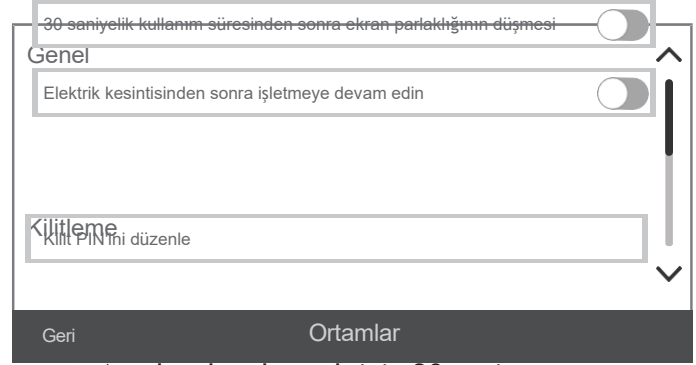 30 saniyelik kullanım süresinden sonra ekran parlaklığının düşmesi
Genel
Elektrik kesintisinden sonra işletmeye devam edin
Kilitleme
Kilit PIN'ini düzenle
Geri
Ortamlar